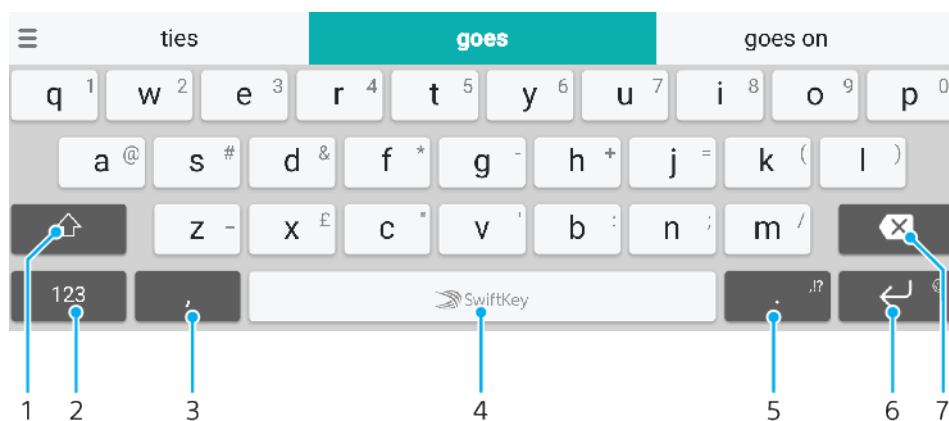 ties goes goes on
q 1 w 2 e 3 r 4 t 5 y 6 u 7 i 8 o 9 p 0
a @ s # d & f * g - h + j = k ( l )
z _ x £ c " v ' b : n ; m / 
123 , SwiftKey . ,!?
1 2 3 4 5 6 7